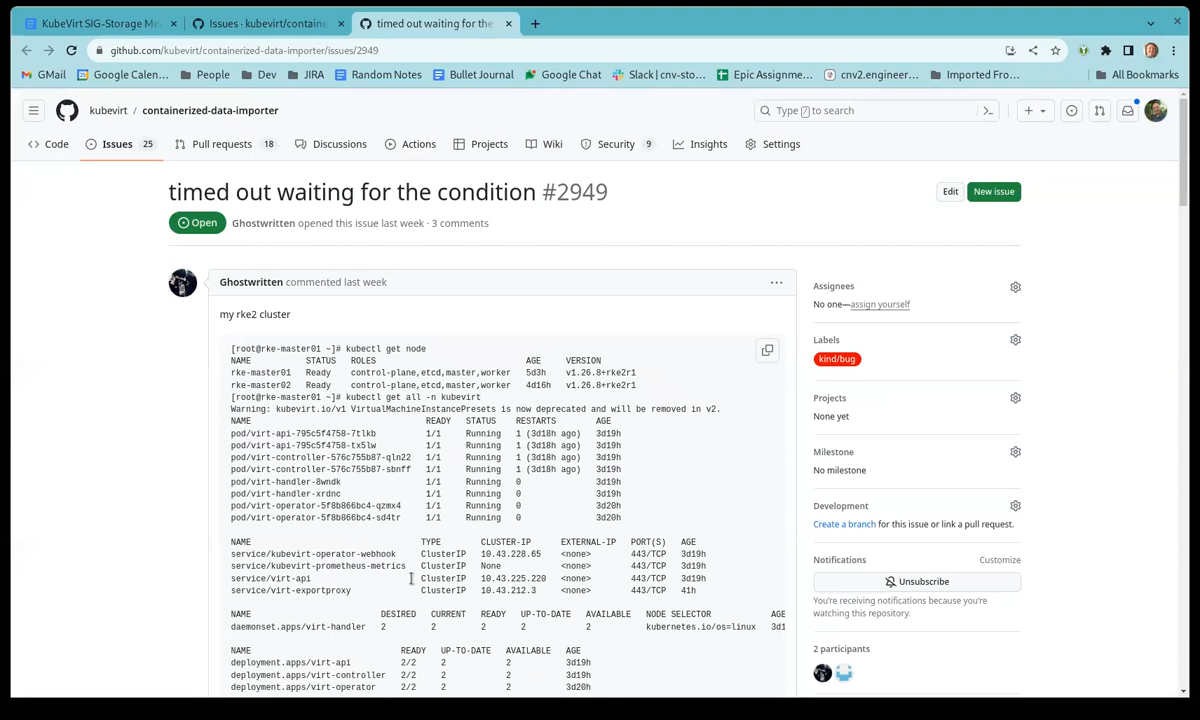 KubeVirt SIG-Storage Me
Issues · kubevirt/containe
timed out waiting for the
github.com/kubevirt/containerized-data-importer/issues/2949
GMail
Google Calen...
People
Dev
JIRA
Random Notes
Bullet Journal
Google Chat
Slack | cnv-sto...
Epic Assignme...
cnv2.engineer...
Imported Fro...
All Bookmarks
kubevirt / containerized-data-importer
Type / to search
Code
Issues 25
Pull requests 18
Discussions
Actions
Projects
Wiki
Security 9
Insights
Settings
timed out waiting for the condition #2949
Edit
New issue
Open
Ghostwritten opened this issue last week · 3 comments
Ghostwritten commented last week
my rke2 cluster
[root@rke-master01 ~]# kubectl get node
NAME STATUS ROLES AGE VERSION
rke-master01 Ready control-plane,etcd,master,worker 5d3h v1.26.8+rke2r1
rke-master02 Ready control-plane,etcd,master,worker 4d16h v1.26.8+rke2r1
[root@rke-master01 ~]# kubectl get all -n kubevirt
Warning: kubevirt.io/v1 VirtualMachineInstancePresets is now deprecated and will be removed in v2.
NAME READY STATUS RESTARTS AGE
pod/virt-api-795c5f4758-7tlkb 1/1 Running 1 (3d18h ago) 3d19h
pod/virt-api-795c5f4758-tx5lw 1/1 Running 1 (3d18h ago) 3d19h
pod/virt-controller-576c755b87-qln22 1/1 Running 1 (3d18h ago) 3d19h
pod/virt-controller-576c755b87-sbnff 1/1 Running 1 (3d18h ago) 3d19h
pod/virt-handler-8wndk 1/1 Running 0 3d19h
pod/virt-handler-xrdnc 1/1 Running 0 3d19h
pod/virt-operator-5f8b866bc4-qzmx4 1/1 Running 0 3d20h
pod/virt-operator-5f8b866bc4-sd4tr 1/1 Running 0 3d20h
NAME TYPE CLUSTER-IP EXTERNAL-IP PORT(S) AGE
service/kubevirt-operator-webhook ClusterIP 10.43.228.65 <none> 443/TCP 3d19h
service/kubevirt-prometheus-metrics ClusterIP None <none> 443/TCP 3d19h
service/virt-api ClusterIP 10.43.225.220 <none> 443/TCP 3d19h
service/virt-exportproxy ClusterIP 10.43.212.3 <none> 443/TCP 41h
NAME DESIRED CURRENT READY UP-TO-DATE AVAILABLE NODE SELECTOR AGE
daemonset.apps/virt-handler 2 2 2 2 2 kubernetes.io/os=linux 3d1
NAME READY UP-TO-DATE AVAILABLE AGE
deployment.apps/virt-api 2/2 2 2 3d19h
deployment.apps/virt-controller 2/2 2 2 3d19h
deployment.apps/virt-operator 2/2 2 2 3d20h
Assignees
No one—assign yourself
Labels
kind/bug
Projects
None yet
Milestone
No milestone
Development
Create a branch for this issue or link a pull request.
Notifications
Customize
Unsubscribe
You're receiving notifications because you're
watching this repository.
2 participants